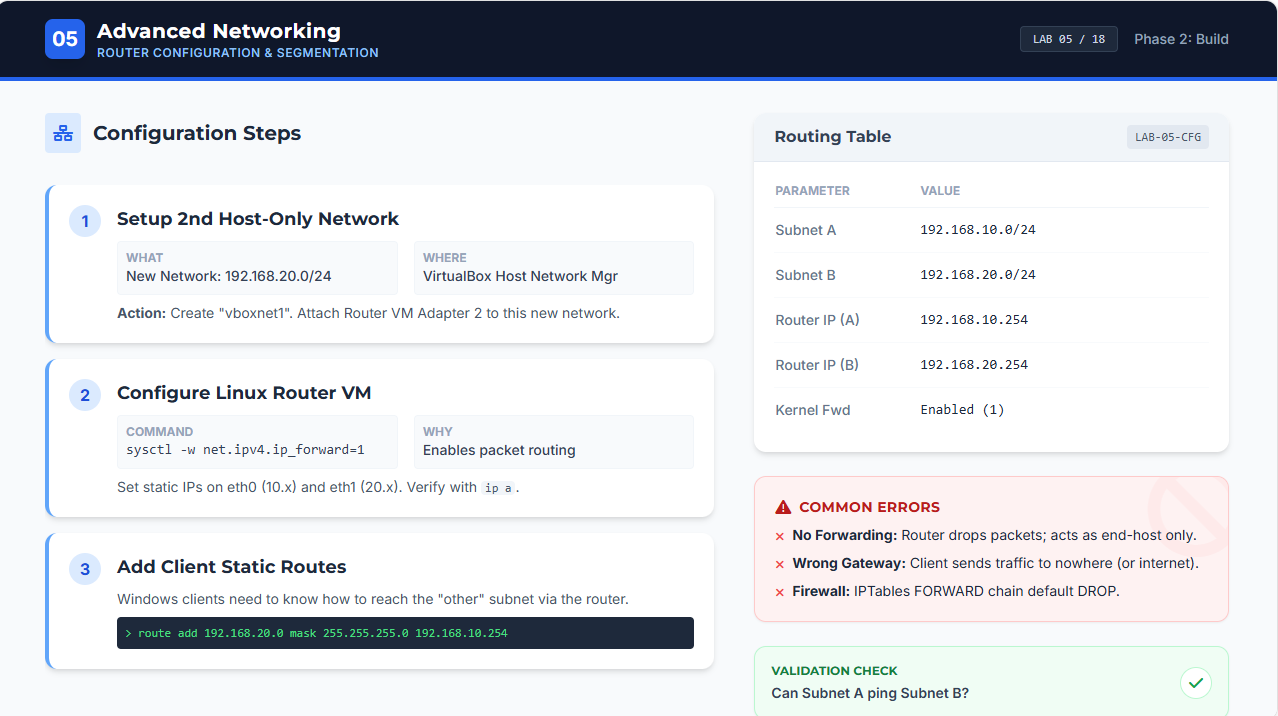 05
Advanced Networking
ROUTER CONFIGURATION & SEGMENTATION
LAB 05 / 18
Phase 2: Build
Configuration Steps
1
Setup 2nd Host-Only Network
WHAT
New Network: 192.168.20.0/24
WHERE
VirtualBox Host Network Mgr
Action: Create "vboxnet1". Attach Router VM Adapter 2 to this new network.
2
Configure Linux Router VM
COMMAND
sysctl -w net.ipv4.ip_forward=1
WHY
Enables packet routing
Set static IPs on eth0 (10.x) and eth1 (20.x). Verify with ip a.
3
Add Client Static Routes
Windows clients need to know how to reach the "other" subnet via the router.
> route add 192.168.20.0 mask 255.255.255.0 192.168.10.254
Routing Table
LAB-05-CFG
PARAMETER VALUE
Subnet A 192.168.10.0/24
Subnet B 192.168.20.0/24
Router IP (A) 192.168.10.254
Router IP (B) 192.168.20.254
Kernel Fwd Enabled (1)
COMMON ERRORS
× No Forwarding: Router drops packets; acts as end-host only.
× Wrong Gateway: Client sends traffic to nowhere (or internet).
× Firewall: IPTables FORWARD chain default DROP.
VALIDATION CHECK
Can Subnet A ping Subnet B?